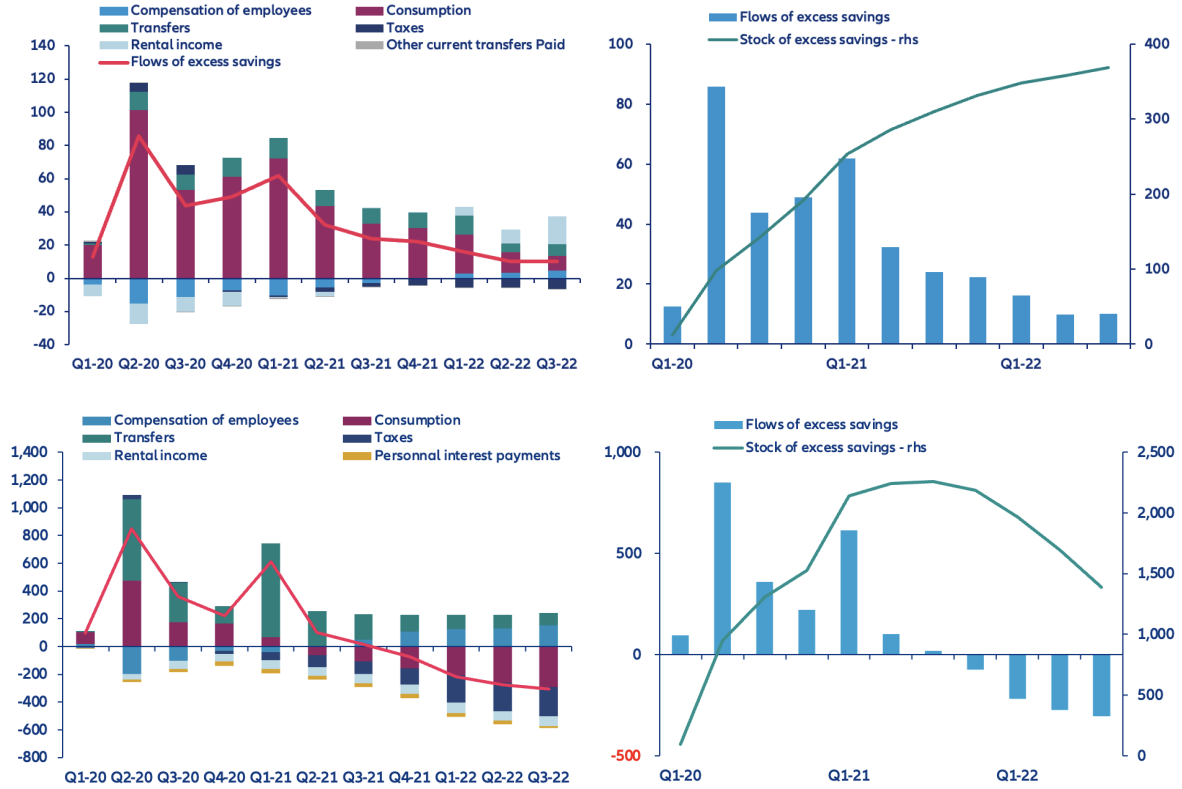 Compensation of employees Consumption
Transfers Taxes
Rental income Other current transfers Paid
Flows of excess savings
140
120
100
80
60
40
20
0
-20
-40
Q1-20 Q2-20 Q3-20 Q4-20 Q1-21 Q2-21 Q3-21 Q4-21 Q1-22 Q2-22 Q3-22
Flows of excess savings
Stock of excess savings - rhs
100 400
80
300
60
200
40
100
20
0 0
Q1-20 Q1-21 Q1-22
Compensation of employees Consumption
Transfers Taxes
Rental income Personnal interest payments
1,400
1,200
1,000
800
600
400
200
0
-200
-400
-600
-800
Q1-20 Q2-20 Q3-20 Q4-20 Q1-21 Q2-21 Q3-21 Q4-21 Q1-22 Q2-22 Q3-22
Flows of excess savings
Stock of excess savings - rhs
1,000 2,500
2,000
500
1,500
0 1,000
500
-500 0
Q1-20 Q1-21 Q1-22